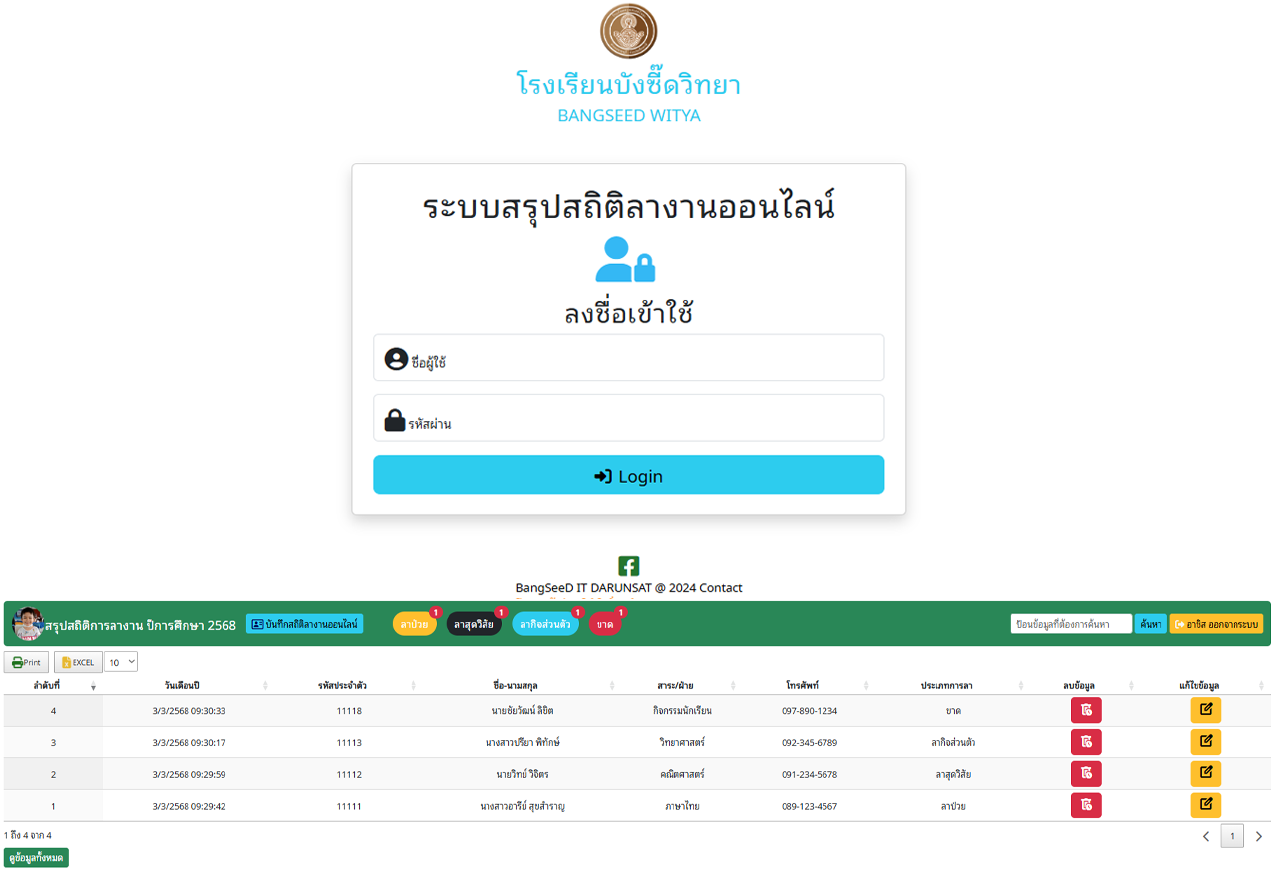 โรงเรียนบังซี๊ดวิทยา
BANGSEED WITYA
ระบบสรุปสถิติลางานออนไลน์
ลงชื่อเข้าใช้
ชื่อผู้ใช้
รหัสผ่าน
Login
BangSeeD IT DARUNSAT @ 2024 Contact
สรุปสถิติการลางาน ปีการศึกษา 2568 บันทึกสถิติลางานออนไลน์ ลาป่วย 1 ลาสุดวิสัย 1 ลากิจส่วนตัว 1 ขาด 1 ป้อนข้อมูลที่ต้องการค้นหา ค้นหา อาซิส ออกจากระบบ
Print EXCEL 10
ลำดับที่ วันเดือนปี รหัสประจำตัว ชื่อ-นามสกุล สาระ/ฝ่าย โทรศัพท์ ประเภทการลา ลบข้อมูล แก้ไขข้อมูล
4 3/3/2568 09:30:33 11118 นายชัยวัฒน์ ลิขิต กิจกรรมนักเรียน 097-890-1234 ขาด
3 3/3/2568 09:30:17 11113 นางสาวปรียา พิทักษ์ วิทยาศาสตร์ 092-345-6789 ลากิจส่วนตัว
2 3/3/2568 09:29:59 11112 นายวิทย์ วิจิตร คณิตศาสตร์ 091-234-5678 ลาสุดวิสัย
1 3/3/2568 09:29:42 11111 นางสาวอารีย์ สุขสำราญ ภาษาไทย 089-123-4567 ลาป่วย
1 ถึง 4 จาก 4 1
ดูข้อมูลทั้งหมด